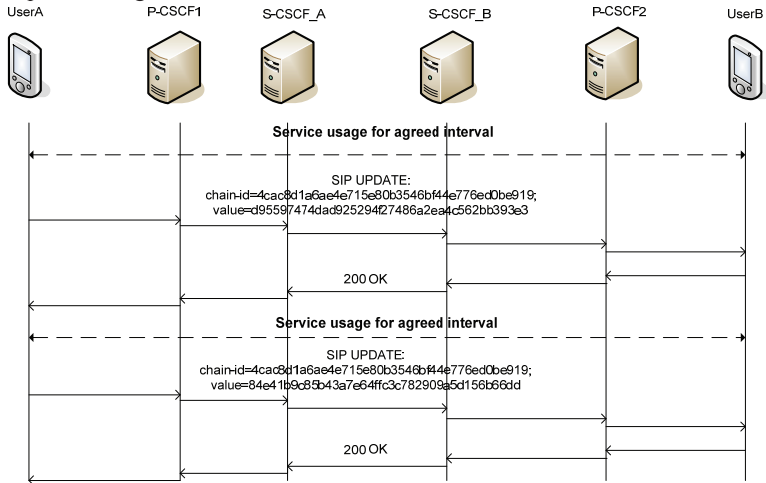 UserA P-CSCF1 S-CSCF_A S-CSCF_B P-CSCF2 UserB
Service usage for agreed interval
SIP UPDATE:
chain-id=4cac8d1a6ae4e715e80b3546bf44e776ed0be919;
value=d95597474dad925294f27486a2ea4c562bb393e3
200 OK
Service usage for agreed interval
SIP UPDATE:
chain-id=4cac8d1a6ae4e715e80b3546bf44e776ed0be919;
value=84e41b9c85b43a7e64ffc3c782909a5d156b66dd
200 OK